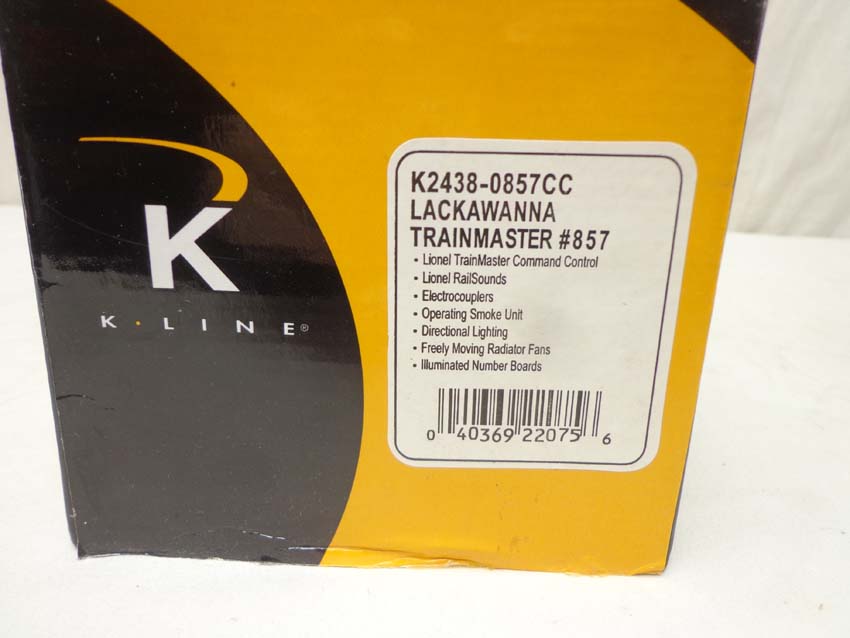 K
K·LINE®
K2438-0857CC
LACKAWANNA
TRAINMASTER #857
• Lionel TrainMaster Command Control
• Lionel RailSounds
• Electrocouplers
• Operating Smoke Unit
• Directional Lighting
• Freely Moving Radiator Fans
• Illuminated Number Boards
0 40369 22075 6